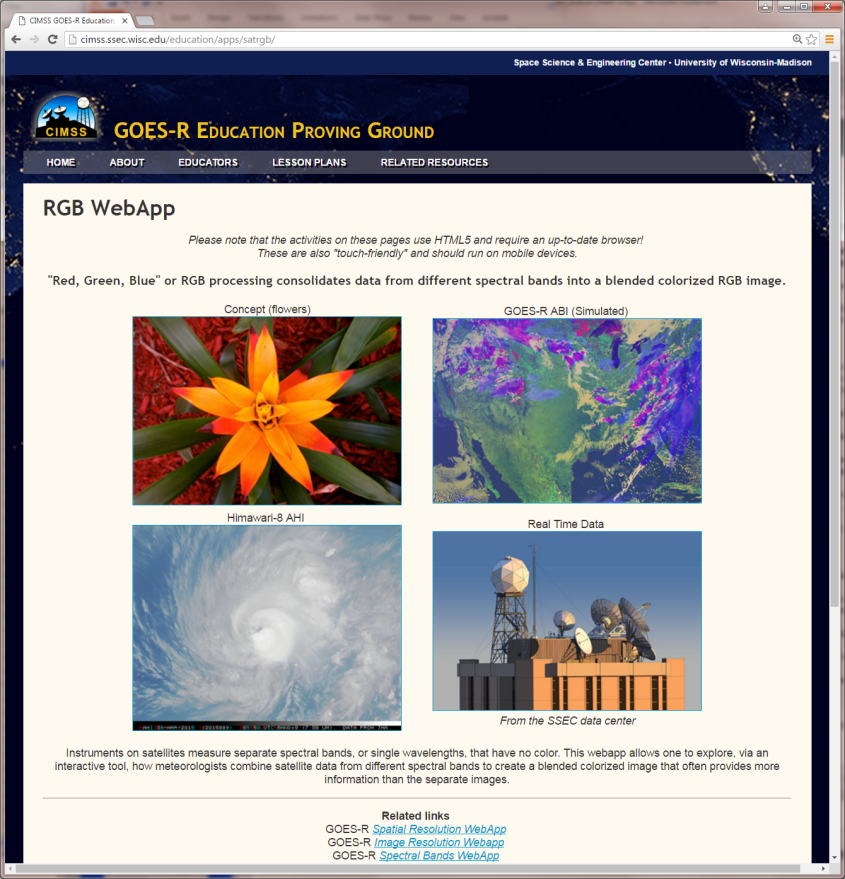 CIMSS GOES-R Education
cimss.ssec.wisc.edu/education/apps/satrgb/
Space Science & Engineering Center • University of Wisconsin-Madison
CIMSS
GOES-R Education Proving Ground
HOME ABOUT EDUCATORS LESSON PLANS RELATED RESOURCES
RGB WebApp
Please note that the activities on these pages use HTML5 and require an up-to-date browser!
These are also "touch-friendly" and should run on mobile devices.
"Red, Green, Blue" or RGB processing consolidates data from different spectral bands into a blended colorized RGB image.
Concept (flowers)
GOES-R ABI (Simulated)
Himawari-8 AHI
Real Time Data
From the SSEC data center
Instruments on satellites measure separate spectral bands, or single wavelengths, that have no color. This webapp allows one to explore, via an
interactive tool, how meteorologists combine satellite data from different spectral bands to create a blended colorized image that often provides more
information than the separate images.
Related links
GOES-R Spatial Resolution WebApp
GOES-R Image Resolution Webapp
GOES-R Spectral Bands WebApp